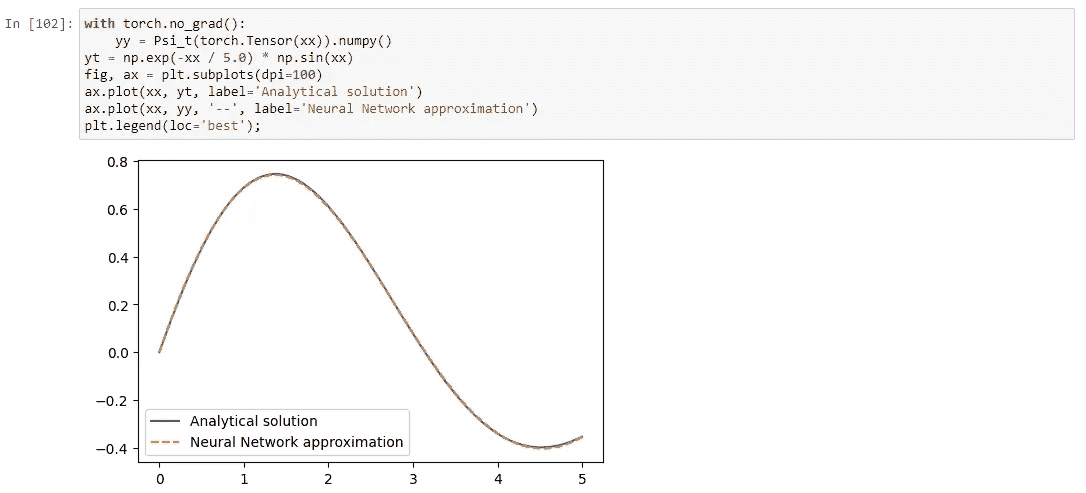 In [102]: with torch.no_grad():
    yy = Psi_t(torch.Tensor(xx)).numpy()
yt = np.exp(-xx / 5.0) * np.sin(xx)
fig, ax = plt.subplots(dpi=100)
ax.plot(xx, yt, label='Analytical solution')
ax.plot(xx, yy, '--', label='Neural Network approximation')
plt.legend(loc='best');
0.8
0.6
0.4
0.2
0.0
−0.2
−0.4
Analytical solution
Neural Network approximation
0 1 2 3 4 5